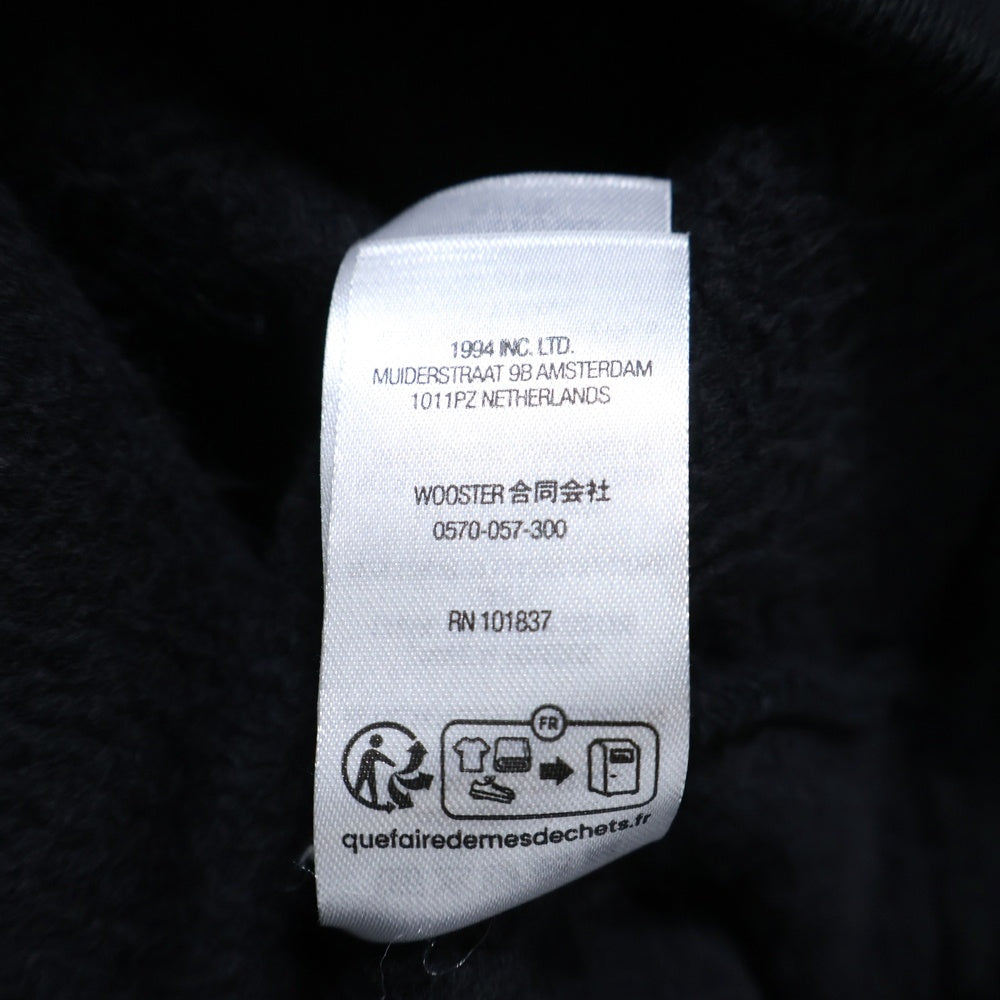 1994 INC. LTD.
MUIDERSTRAAT 9B AMSTERDAM
1011PZ NETHERLANDS
WOOSTER 合同会社
0570-057-300
RN 101837
FR
quefairedemesdechets.fr